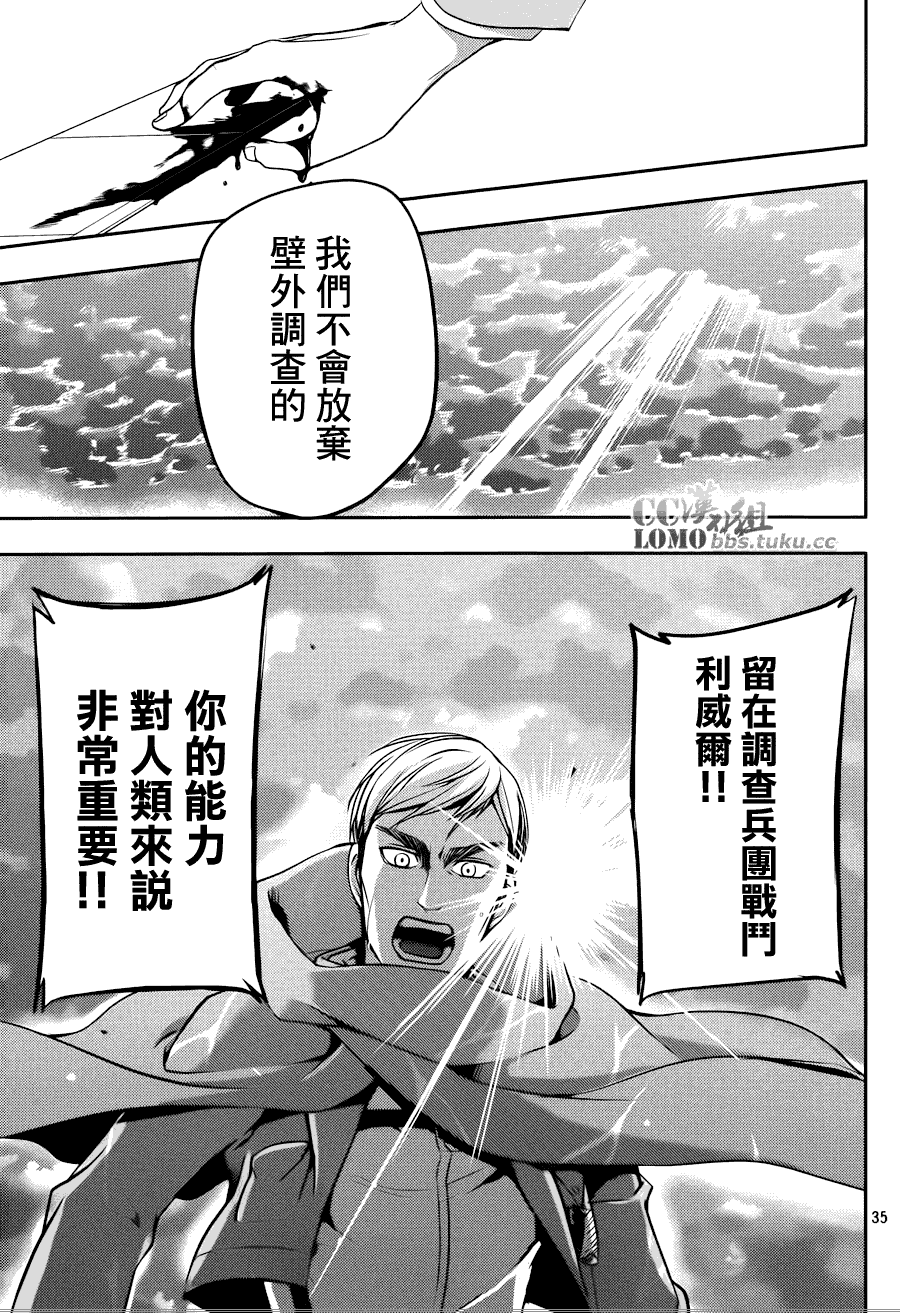 我們不會放棄
壁外調查的
CC漢化組
LOMO bbs.tuku.cc
留在調查兵團戰鬥
利威爾!!
你的能力
對人類來説
非常重要!!
35